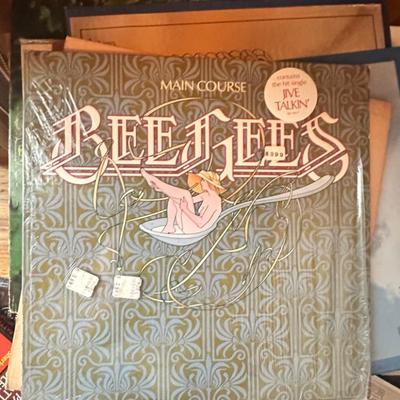 MAIN COURSE
BEE GEES
contains
the hit single
JIVE
TALKIN'